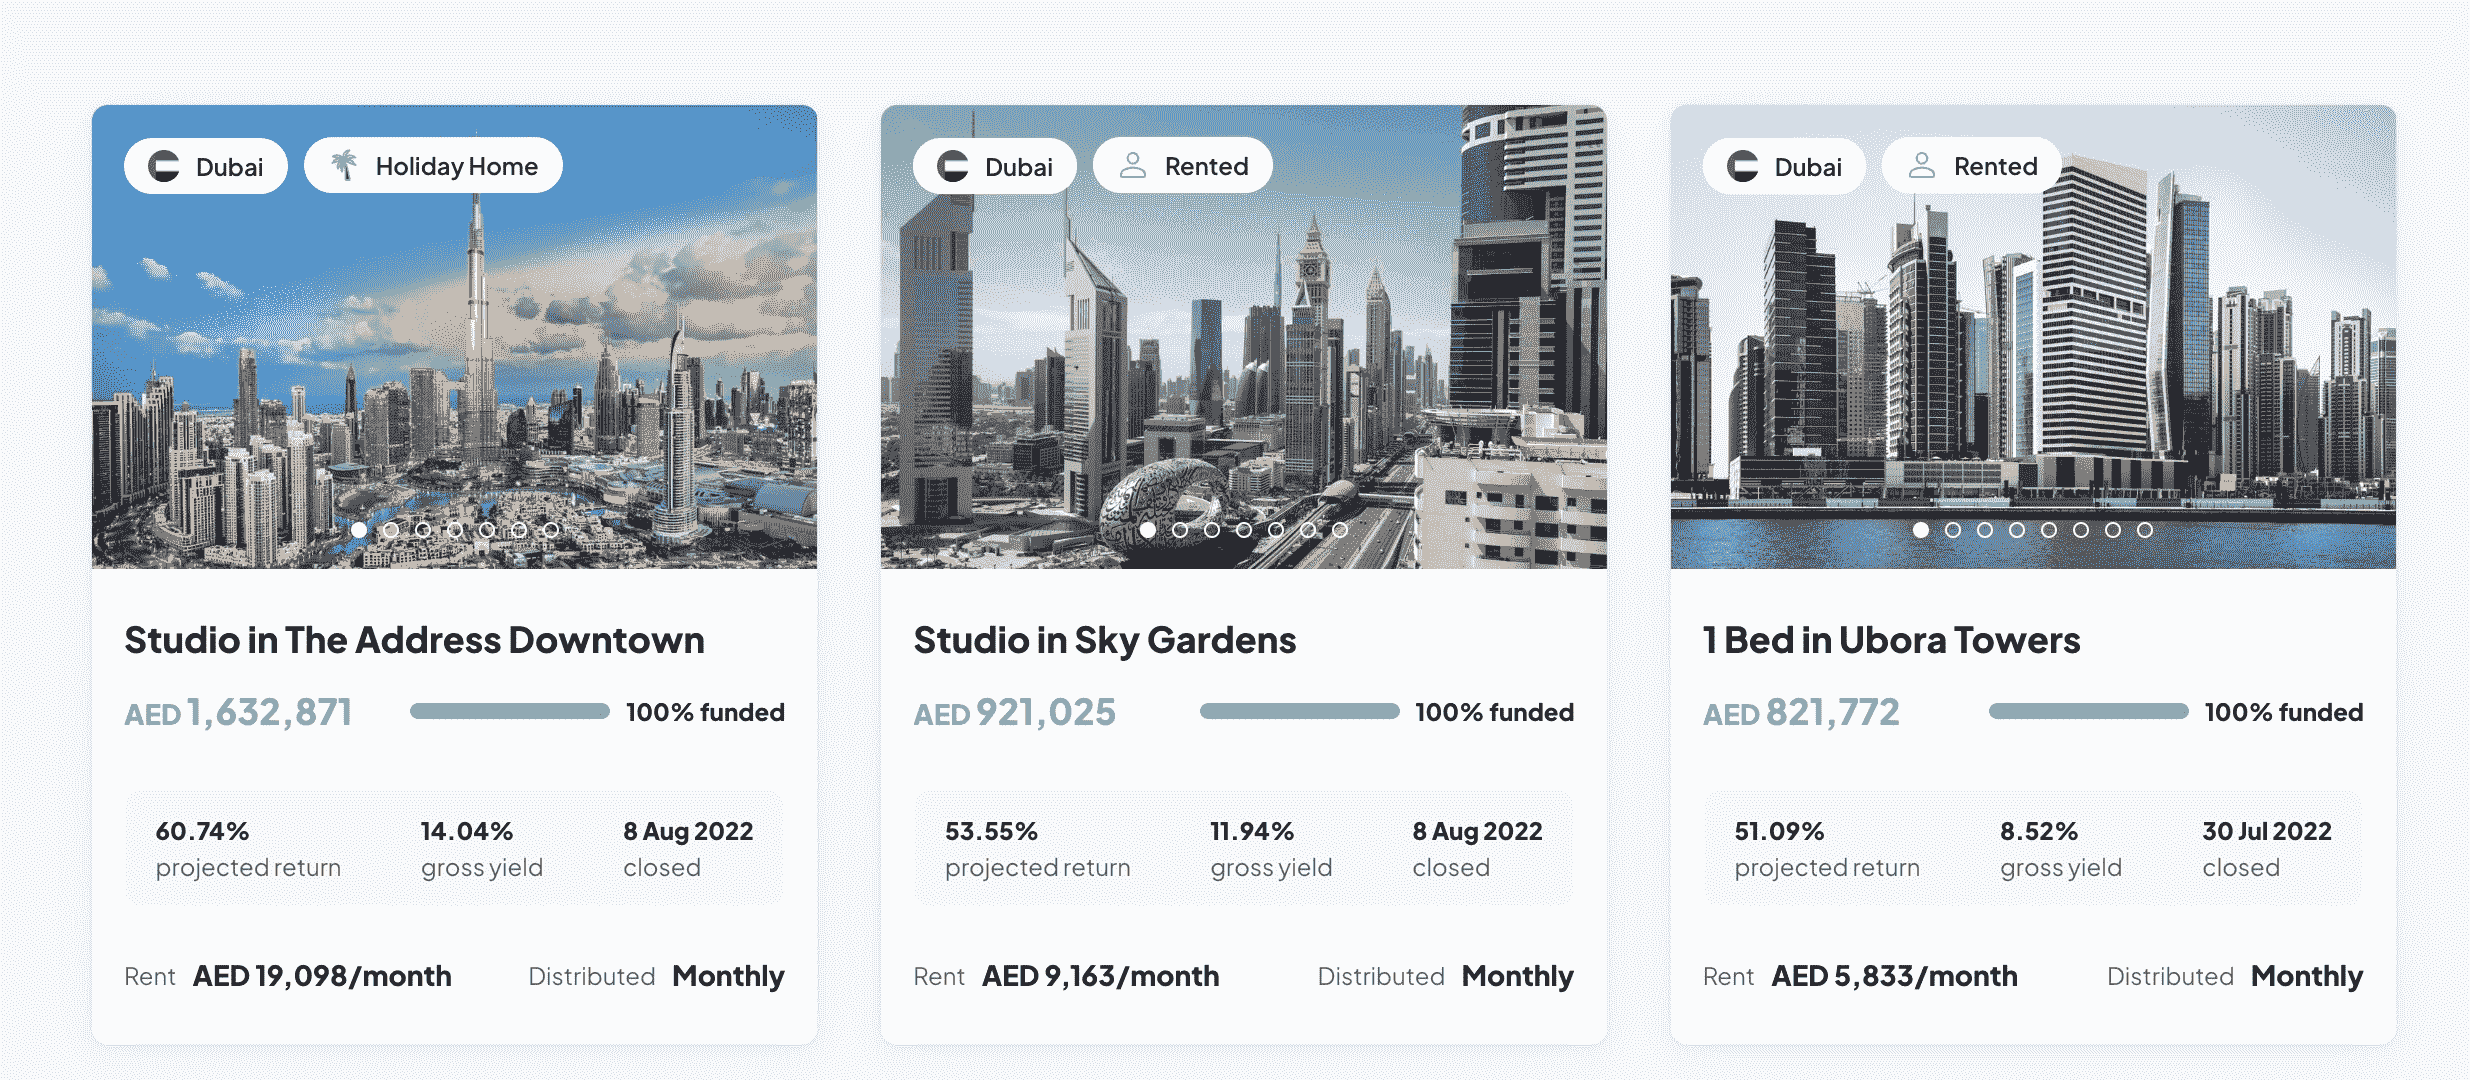 Dubai
Holiday Home
Studio in The Address Downtown
AED 1,632,871
100% funded
60.74%
projected return
14.04%
gross yield
8 Aug 2022
closed
Rent AED 19,098/month
Distributed Monthly
Dubai
Rented
Studio in Sky Gardens
AED 921,025
100% funded
53.55%
projected return
11.94%
gross yield
8 Aug 2022
closed
Rent AED 9,163/month
Distributed Monthly
Dubai
Rented
1 Bed in Ubora Towers
AED 821,772
100% funded
51.09%
projected return
8.52%
gross yield
30 Jul 2022
closed
Rent AED 5,833/month
Distributed Monthly